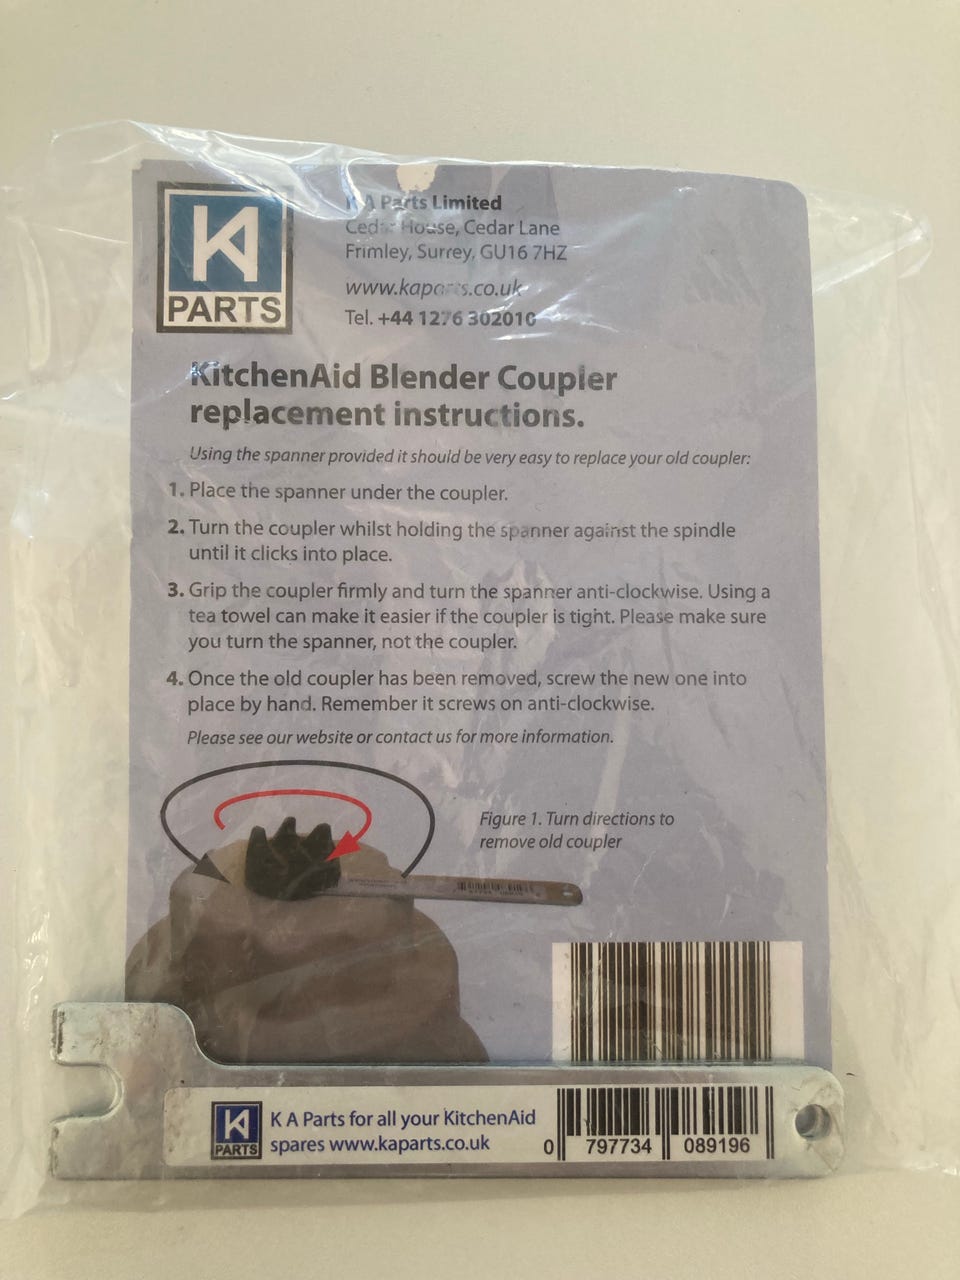 KA
PARTS
K A Parts Limited
Cedar House, Cedar Lane
Frimley, Surrey, GU16 7HZ
www.kaparts.co.uk
Tel. +44 1276 302010
KitchenAid Blender Coupler
replacement instructions.
Using the spanner provided it should be very easy to replace your old coupler:
1. Place the spanner under the coupler.
2. Turn the coupler whilst holding the spanner against the spindle
until it clicks into place.
3. Grip the coupler firmly and turn the spanner anti-clockwise. Using a
tea towel can make it easier if the coupler is tight. Please make sure
you turn the spanner, not the coupler.
4. Once the old coupler has been removed, screw the new one into
place by hand. Remember it screws on anti-clockwise.
Please see our website or contact us for more information.
Figure 1. Turn directions to
remove old coupler
KA
PARTS
K A Parts for all your KitchenAid
spares www.kaparts.co.uk
0 797734 089196